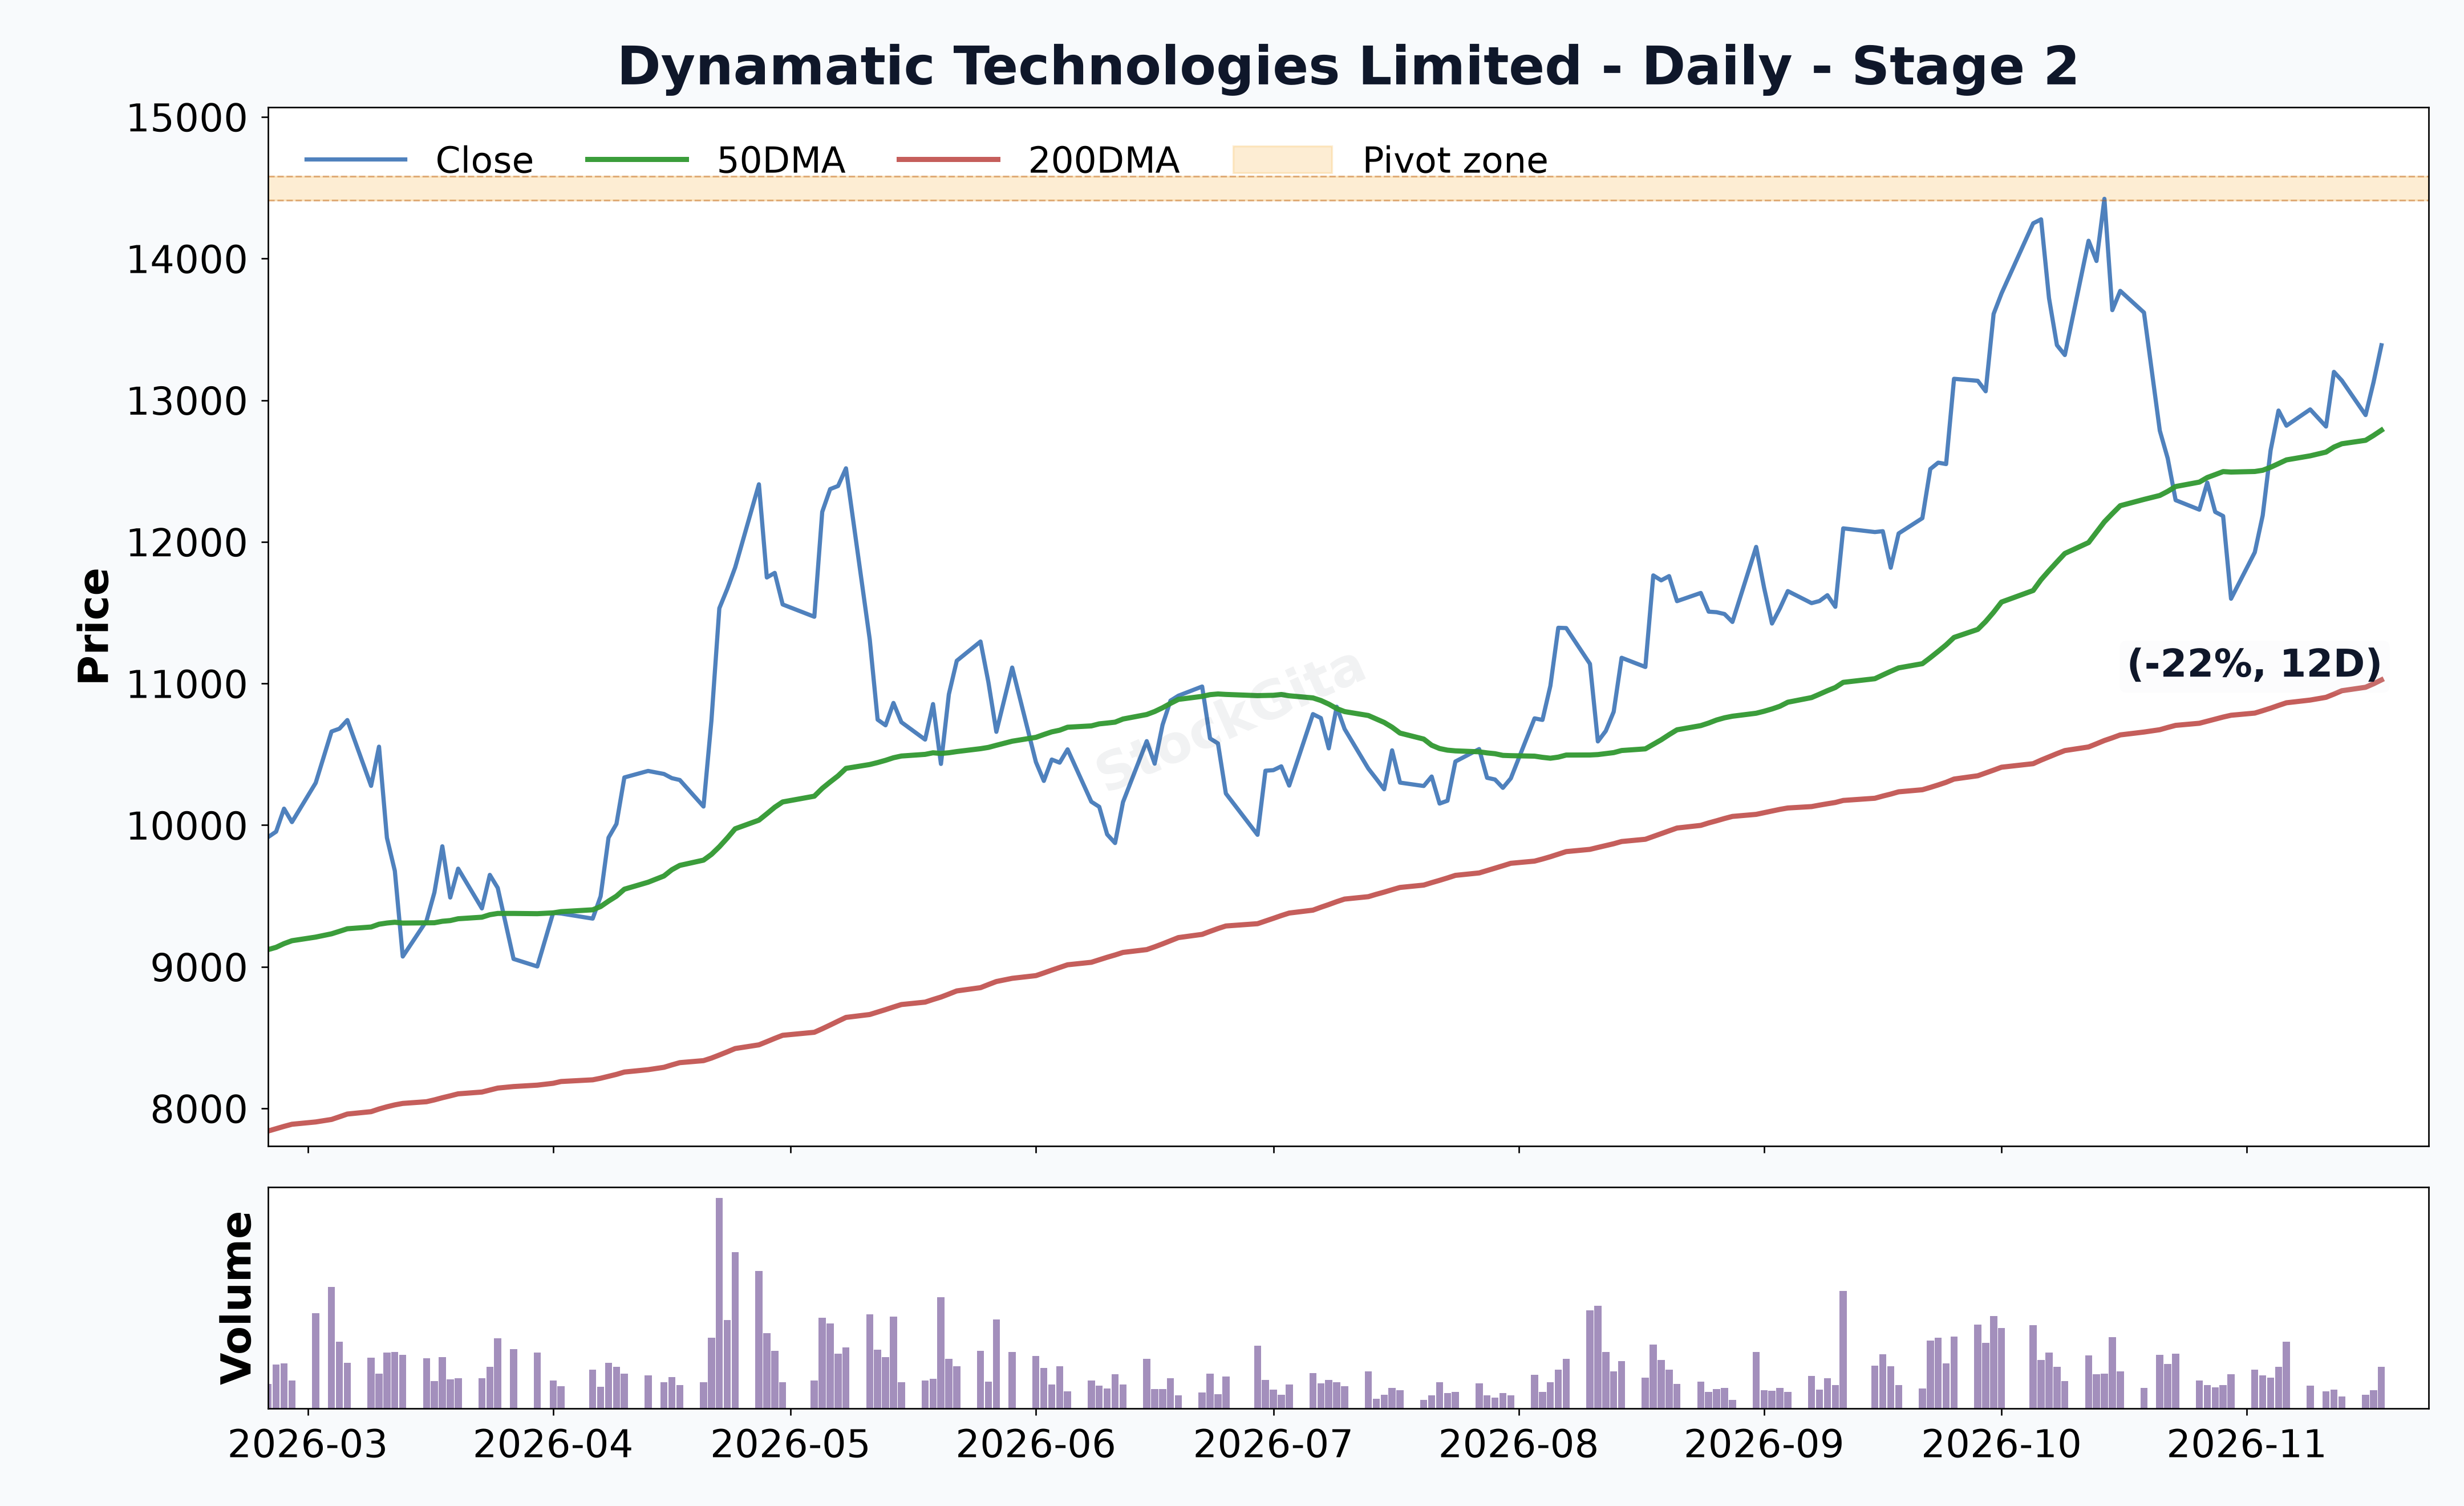 Dynamatic Technologies Limited - Daily - Stage 2
Close 50DMA 200DMA Pivot zone
Price
15000
14000
13000
12000
11000
10000
9000
8000
(-22%, 12D)
StockGita
Volume
2026-03 2026-04 2026-05 2026-06 2026-07 2026-08 2026-09 2026-10 2026-11